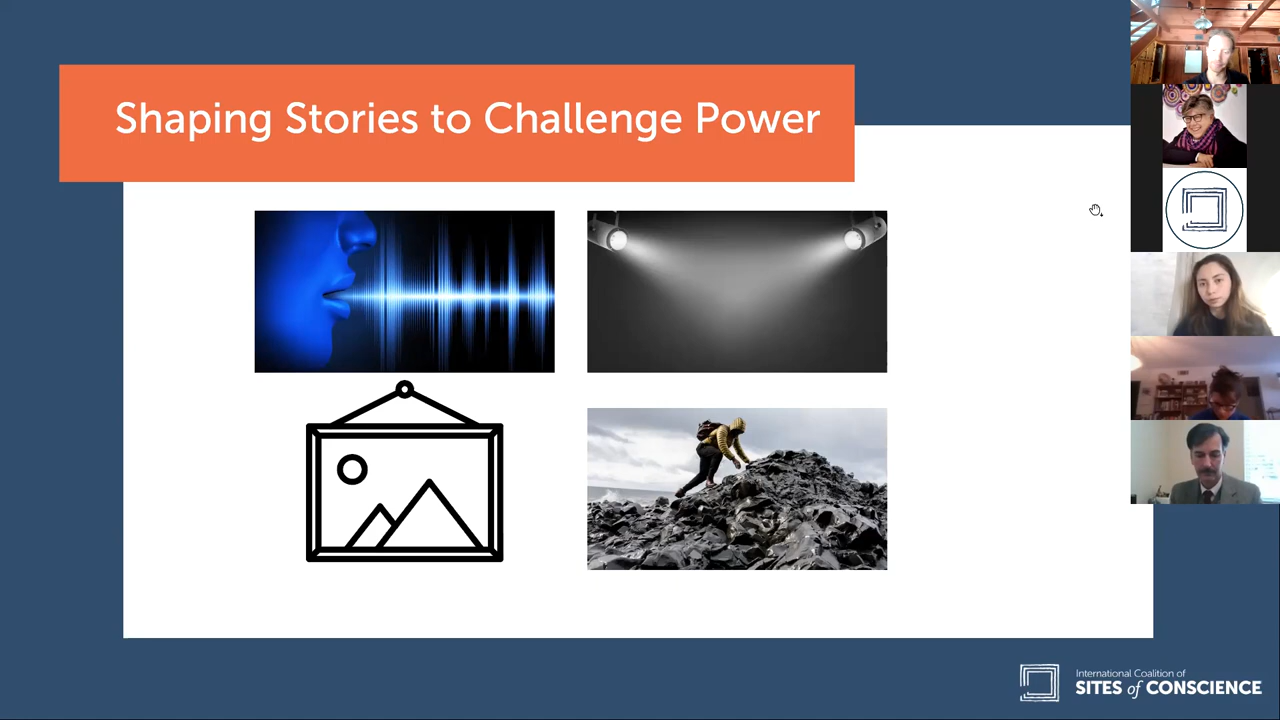 Shaping Stories to Challenge Power
International Coalition of
SITES of CONSCIENCE